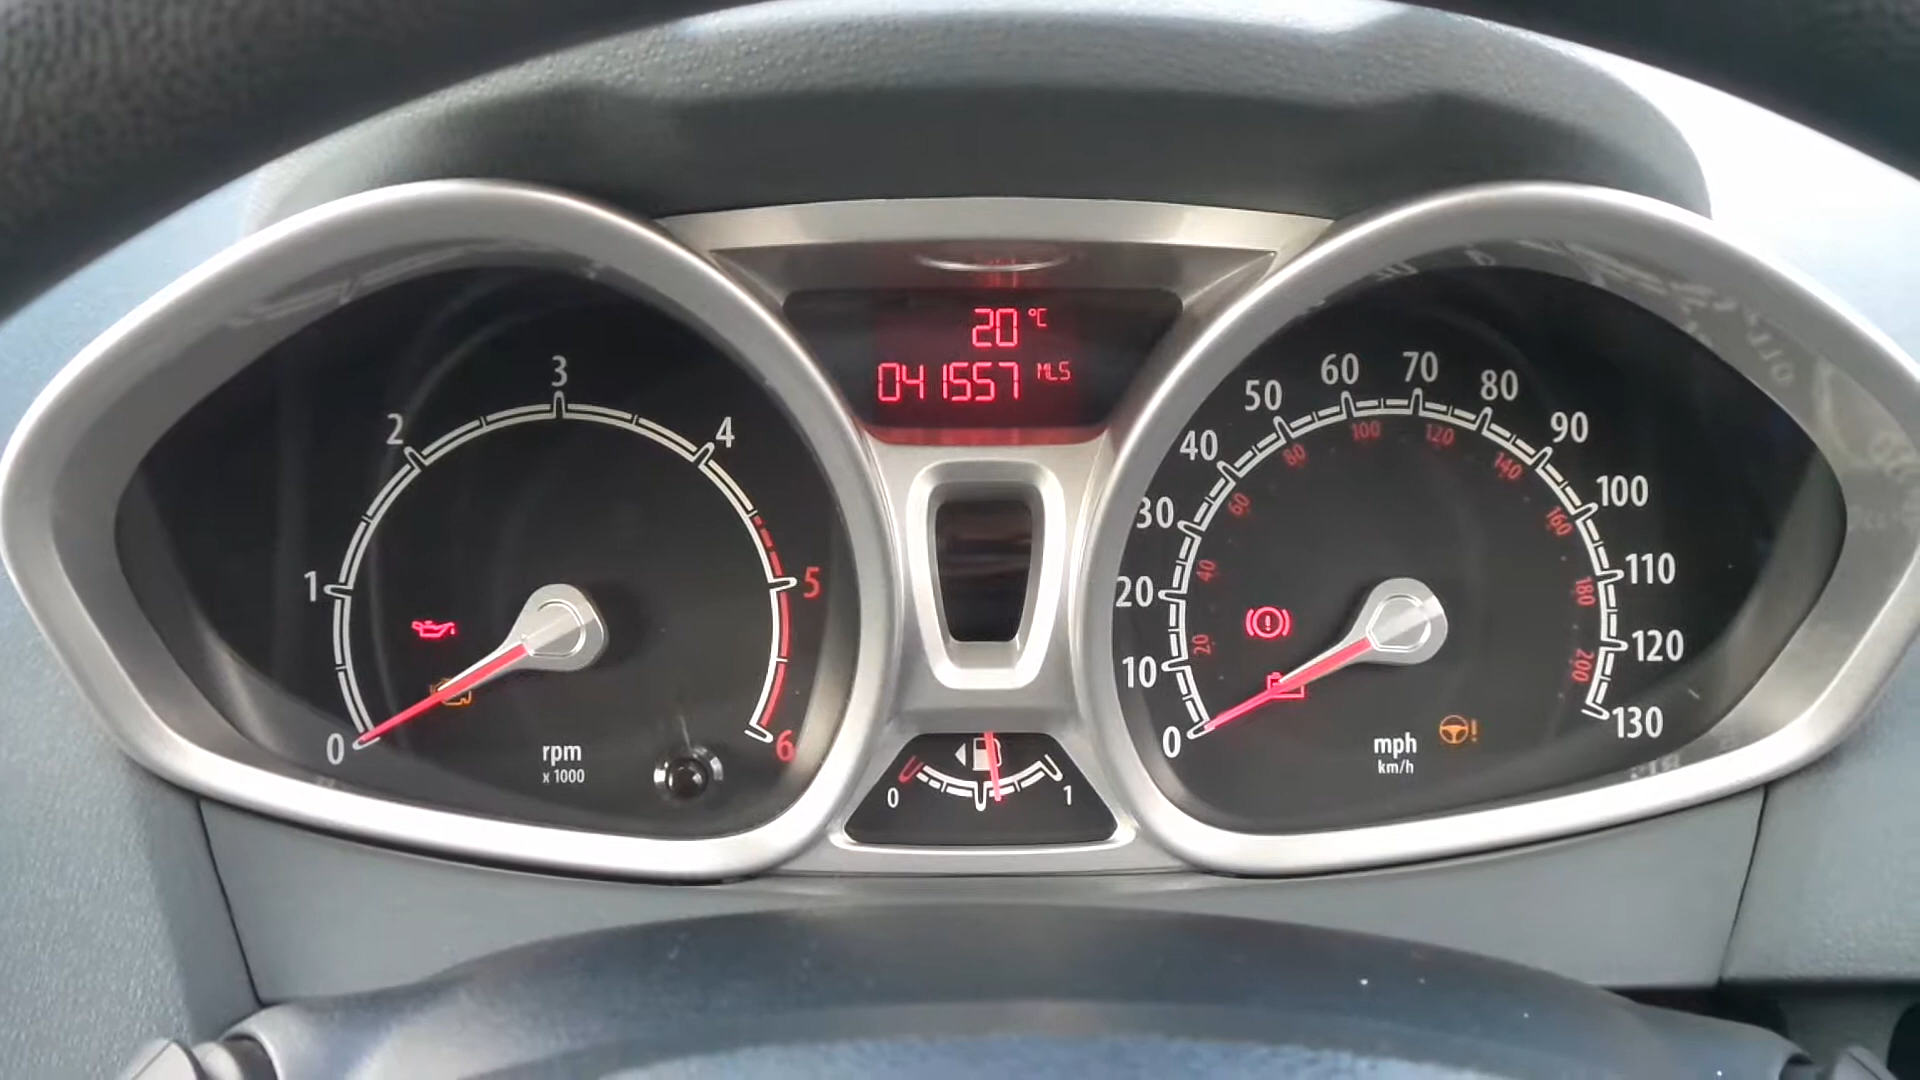 20 °C
041557 MLS
0 1 2 3 4 5 6
rpm
x 1000
0 10 20 30 40 50 60 70 80 90 100 110 120 130
20 40 60 80 100 120 140 160 180 200
mph
km/h
!
!
0 1